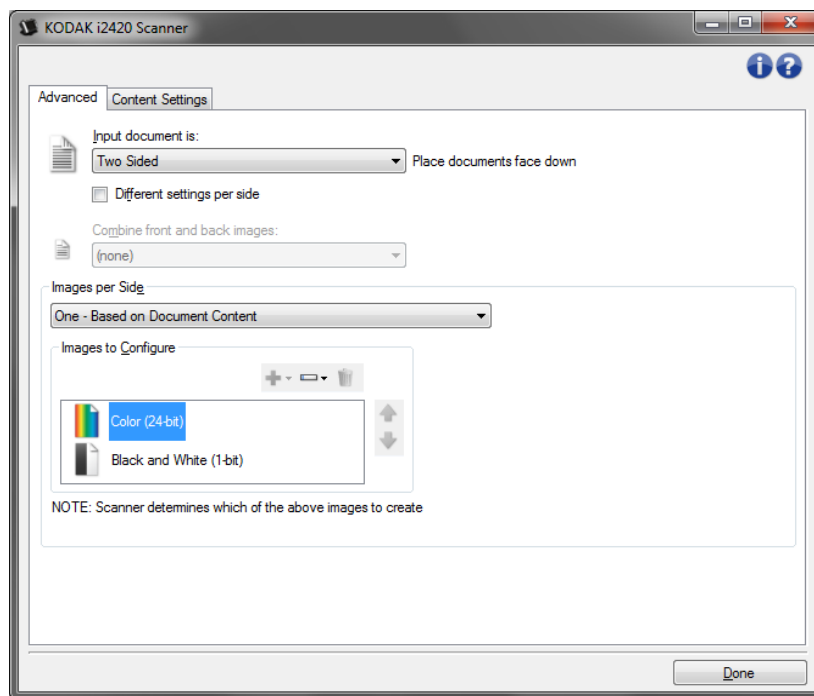 KODAK i2420 Scanner
Advanced
Content Settings
Input document is:
Two Sided
Place documents face down
Different settings per side
Combine front and back images:
(none)
Images per Side
One - Based on Document Content
Images to Configure
Color (24-bit)
Black and White (1-bit)
NOTE: Scanner determines which of the above images to create
Done